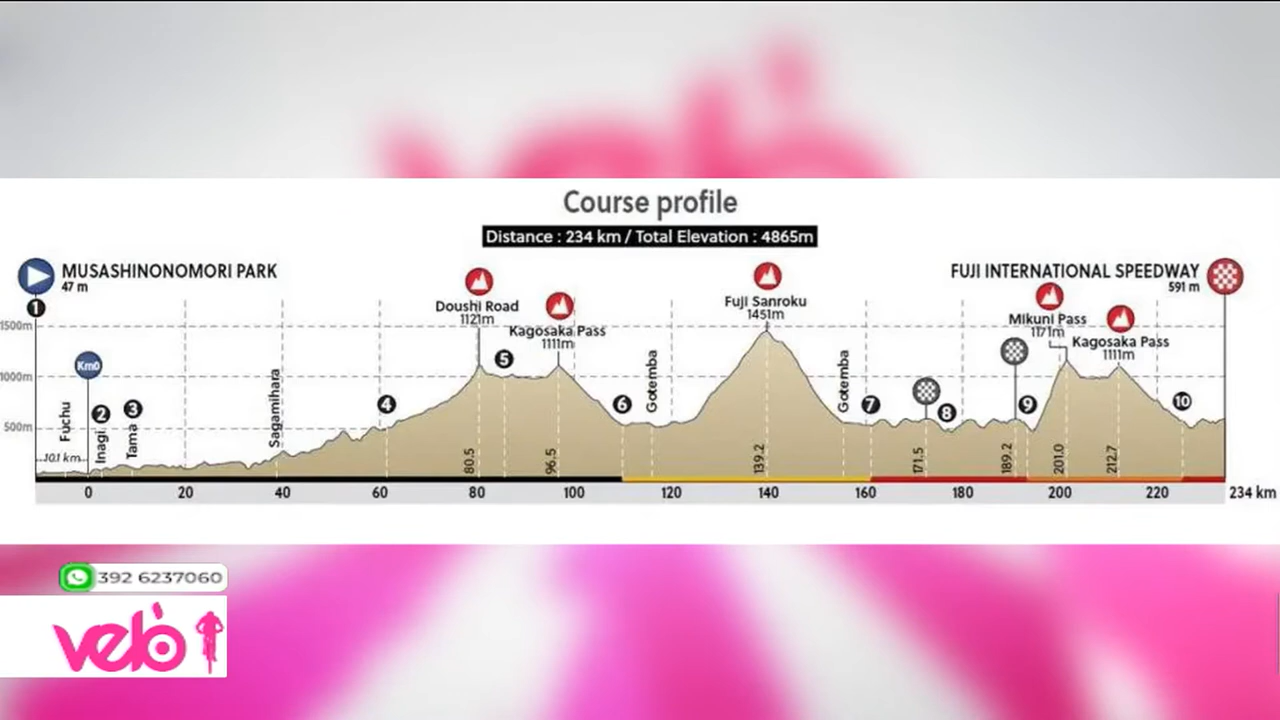 Course profile
Distance : 234 km / Total Elevation : 4865m
MUSASHINONOMORI PARK
47 m
FUJI INTERNATIONAL SPEEDWAY
591 m
1
Doushi Road
1121m
Kagosaka Pass
1111m
Fuji Sanroku
1451m
Mikuni Pass
1171m
Kagosaka Pass
1111m
1500m
1000m
500m
Km0
10.1 km
Fuchu
2
Inagi
3
Tama
Sagamihara
4
5
6
Gotemba
Gotemba
7
8
9
10
80.5
96.5
139.2
171.5
189.2
201.0
212.7
0 20 40 60 80 100 120 140 160 180 200 220 234 km
392 6237060
velò